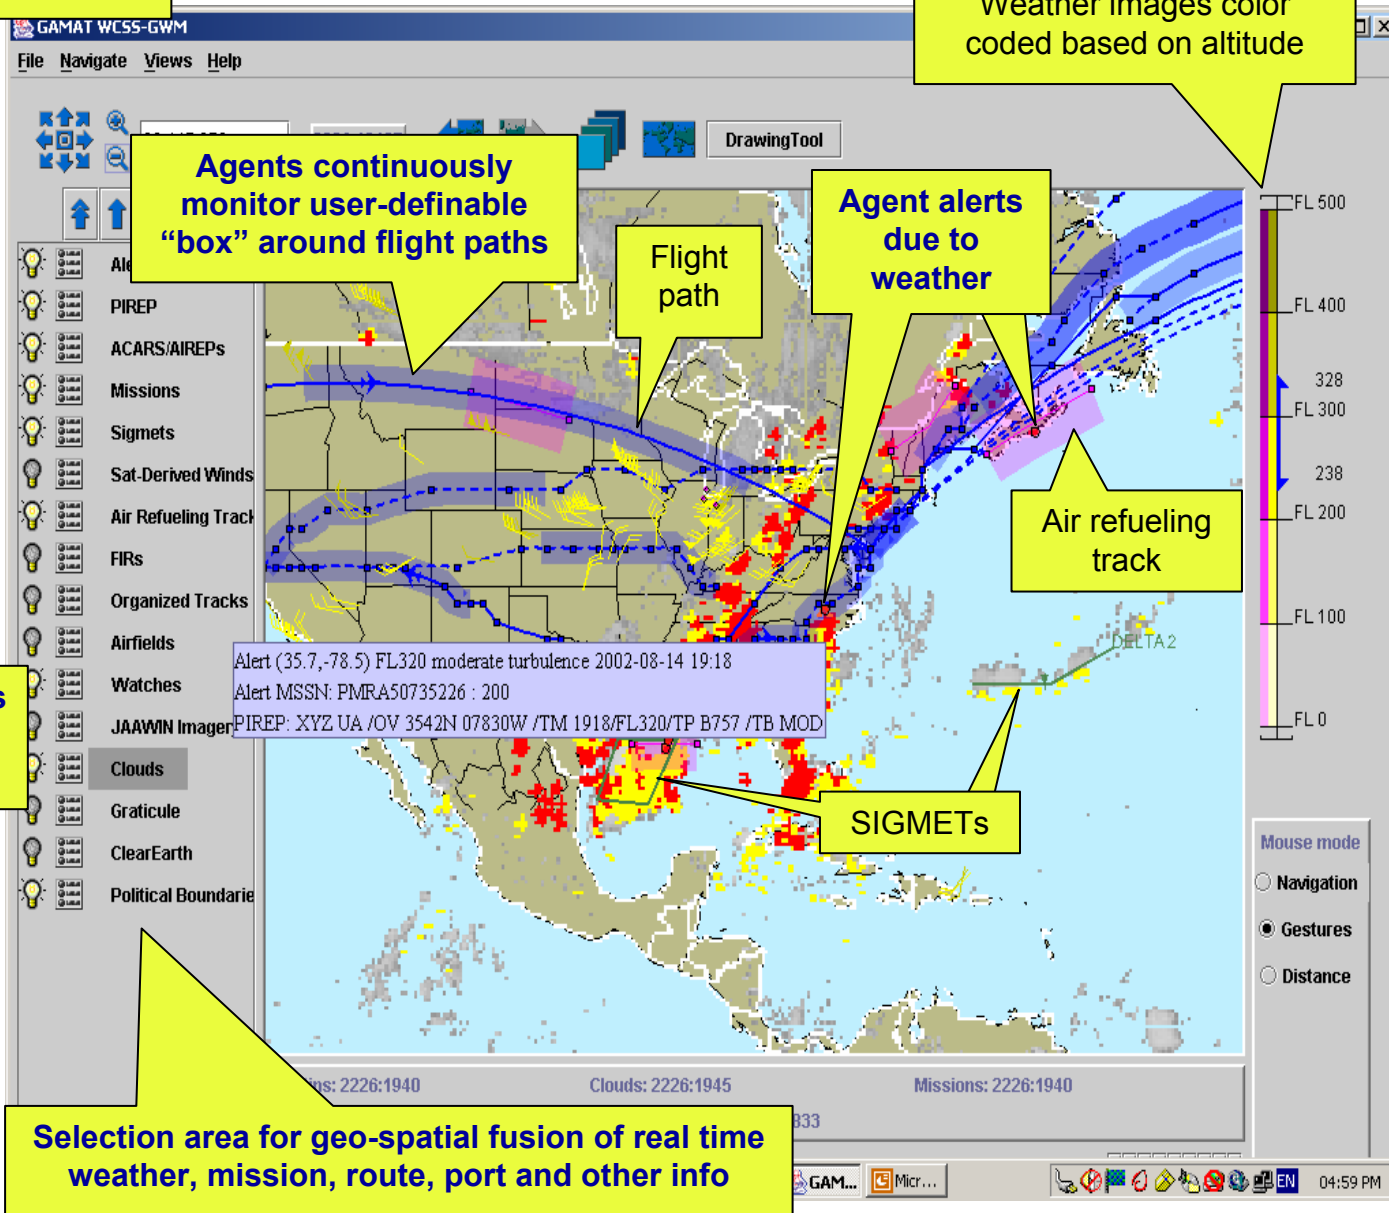 GAMAT WCSS-GWM
Weather images color
coded based on altitude
File Navigate Views Help
DrawingTool
Agents continuously
monitor user-definable
“box” around flight paths
Flight
path
Agent alerts
due to
weather
FL 500
FL 400
328
FL 300
238
FL 200
FL 100
FL 0
PIREP
ACARS/AIREPs
Missions
Sigmets
Sat-Derived Winds
Air Refueling Track
FIRs
Organized Tracks
Airfields
Watches
JAAWIN Imager
Clouds
Graticule
ClearEarth
Political Boundarie
Air refueling
track
DELTA2
Alert (35.7,-78.5) FL320 moderate turbulence 2002-08-14 19:18
Alert MSSN: PMRA50735226 : 200
PIREP: XYZ UA /OV 3542N 07830W /TM 1918/FL320/TP B757 /TB MOD
SIGMETs
Mouse mode
Navigation
Gestures
Distance
ns: 2226:1940
Clouds: 2226:1945
Missions: 2226:1940
833
Selection area for geo-spatial fusion of real time
weather, mission, route, port and other info
GAM...
Micr...
EN
04:59 PM